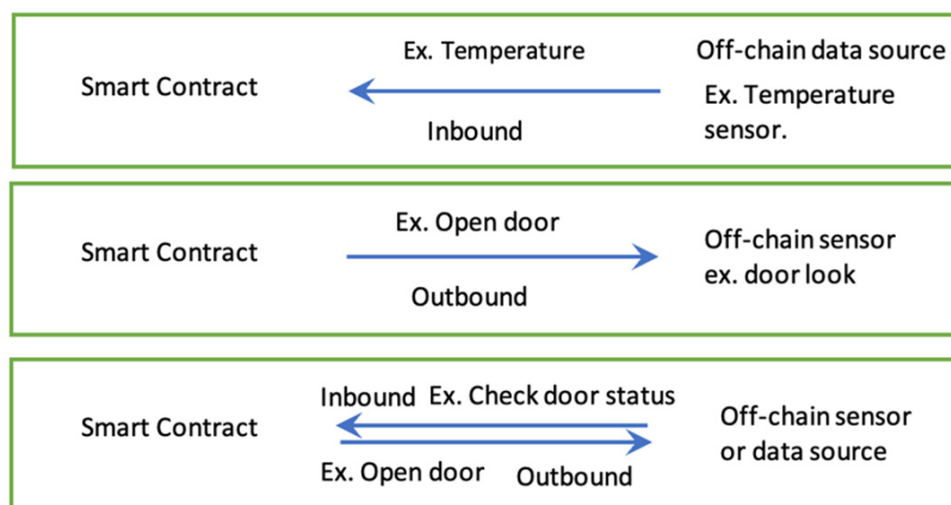 Ex. Temperature
Off-chain data source
Smart Contract
Ex. Temperature
sensor.
Inbound
Ex. Open door
Smart Contract
Off-chain sensor
ex. door look
Outbound
Inbound
Ex. Check door status
Smart Contract
Off-chain sensor
or data source
Ex. Open door
Outbound